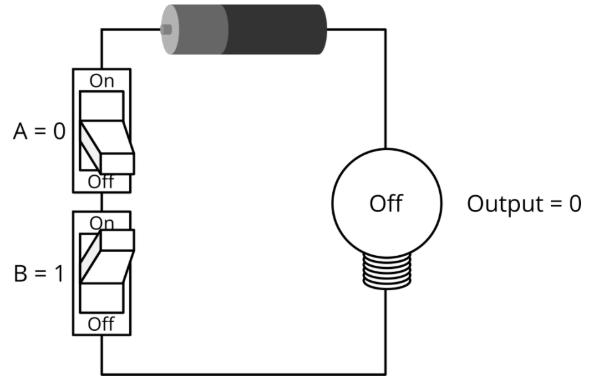 On
A = 0
Off
On
B = 1
Off
Off
Output = 0